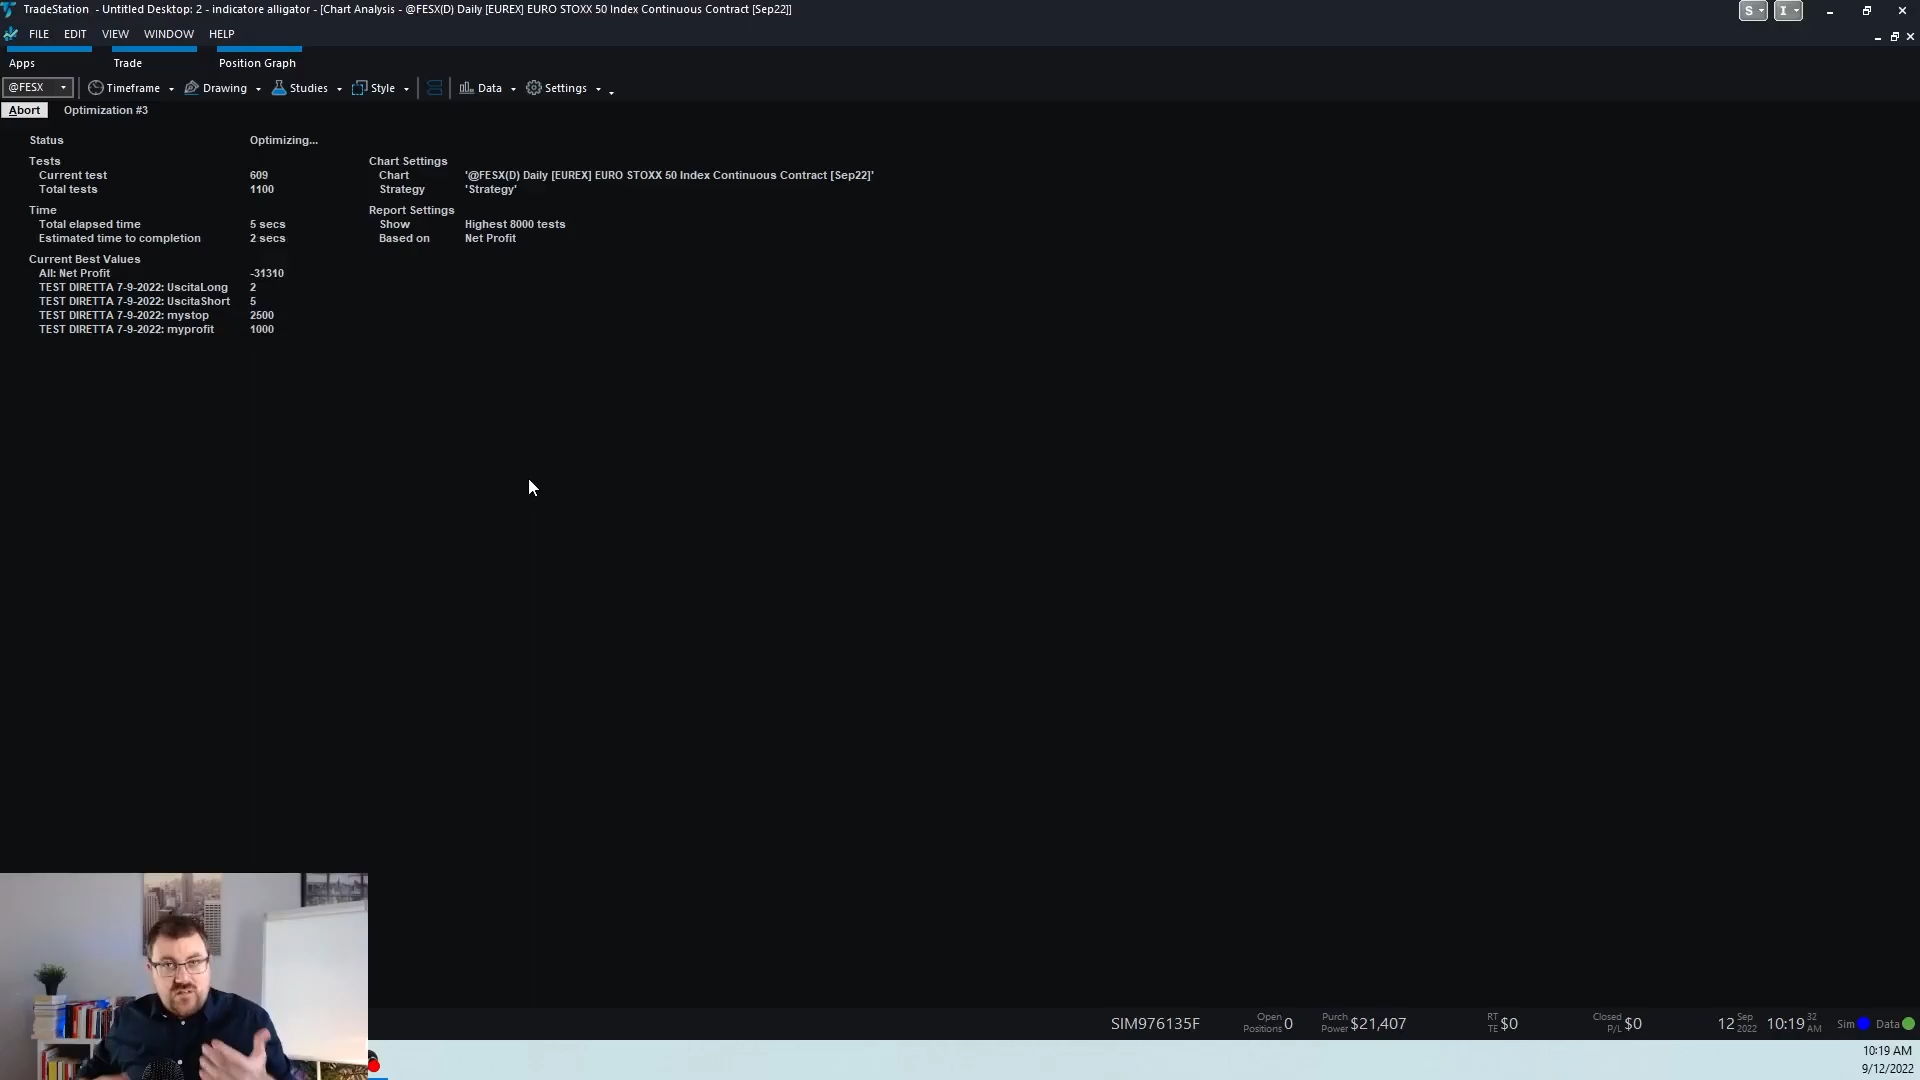 TradeStation - Untitled Desktop: 2 - indicatore alligator - [Chart Analysis - @FESX(D) Daily [EUREX] EURO STOXX 50 Index Continuous Contract [Sep22]]
S I
FILE EDIT VIEW WINDOW HELP
Apps Trade Position Graph
@FESX Timeframe Drawing Studies Style Data Settings
Abort Optimization #3
Status Optimizing...
Tests Chart Settings
Current test 609 Chart '@FESX(D) Daily [EUREX] EURO STOXX 50 Index Continuous Contract [Sep22]'
Total tests 1100 Strategy 'Strategy'
Time Report Settings
Total elapsed time 5 secs Show Highest 8000 tests
Estimated time to completion 2 secs Based on Net Profit
Current Best Values
All: Net Profit -31310
TEST DIRETTA 7-9-2022: UscitaLong 2
TEST DIRETTA 7-9-2022: UscitaShort 5
TEST DIRETTA 7-9-2022: mystop 2500
TEST DIRETTA 7-9-2022: myprofit 1000
SIM976135F Open Positions 0 Purch Power $21,407 RT TE $0 Closed P/L $0 12 Sep 2022 10:19 32 AM Sim Data
10:19 AM
9/12/2022